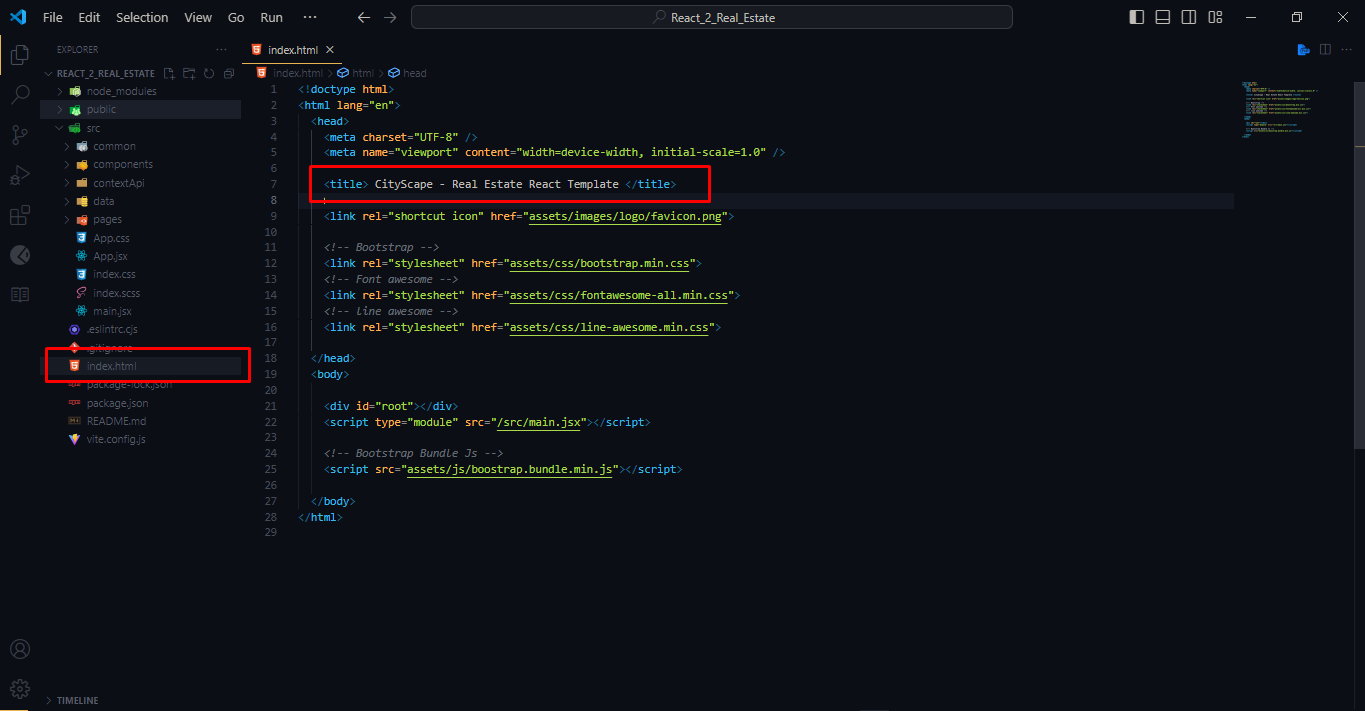 File Edit Selection View Go Run ··· React_2_Real_Estate
EXPLORER ···
REACT_2_REAL_ESTATE
node_modules
public
src
common
components
contextApi
data
pages
App.css
App.jsx
index.css
index.scss
main.jsx
.eslintrc.cjs
.gitignore
index.html
package-lock.json
package.json
README.md
vite.config.js
TIMELINE
index.html
index.html > html > head
1 <!doctype html>
2 <html lang="en">
3 <head>
4 <meta charset="UTF-8" />
5 <meta name="viewport" content="width=device-width, initial-scale=1.0" />
6
7 <title> CityScape - Real Estate React Template </title>
8
9 <link rel="shortcut icon" href="assets/images/logo/favicon.png">
10
11 <!-- Bootstrap -->
12 <link rel="stylesheet" href="assets/css/bootstrap.min.css">
13 <!-- Font awesome -->
14 <link rel="stylesheet" href="assets/css/fontawesome-all.min.css">
15 <!-- Line awesome -->
16 <link rel="stylesheet" href="assets/css/line-awesome.min.css">
17
18 </head>
19 <body>
20
21 <div id="root"></div>
22 <script type="module" src="/src/main.jsx"></script>
23
24 <!-- Bootstrap Bundle Js -->
25 <script src="assets/js/boostrap.bundle.min.js"></script>
26
27 </body>
28 </html>
29